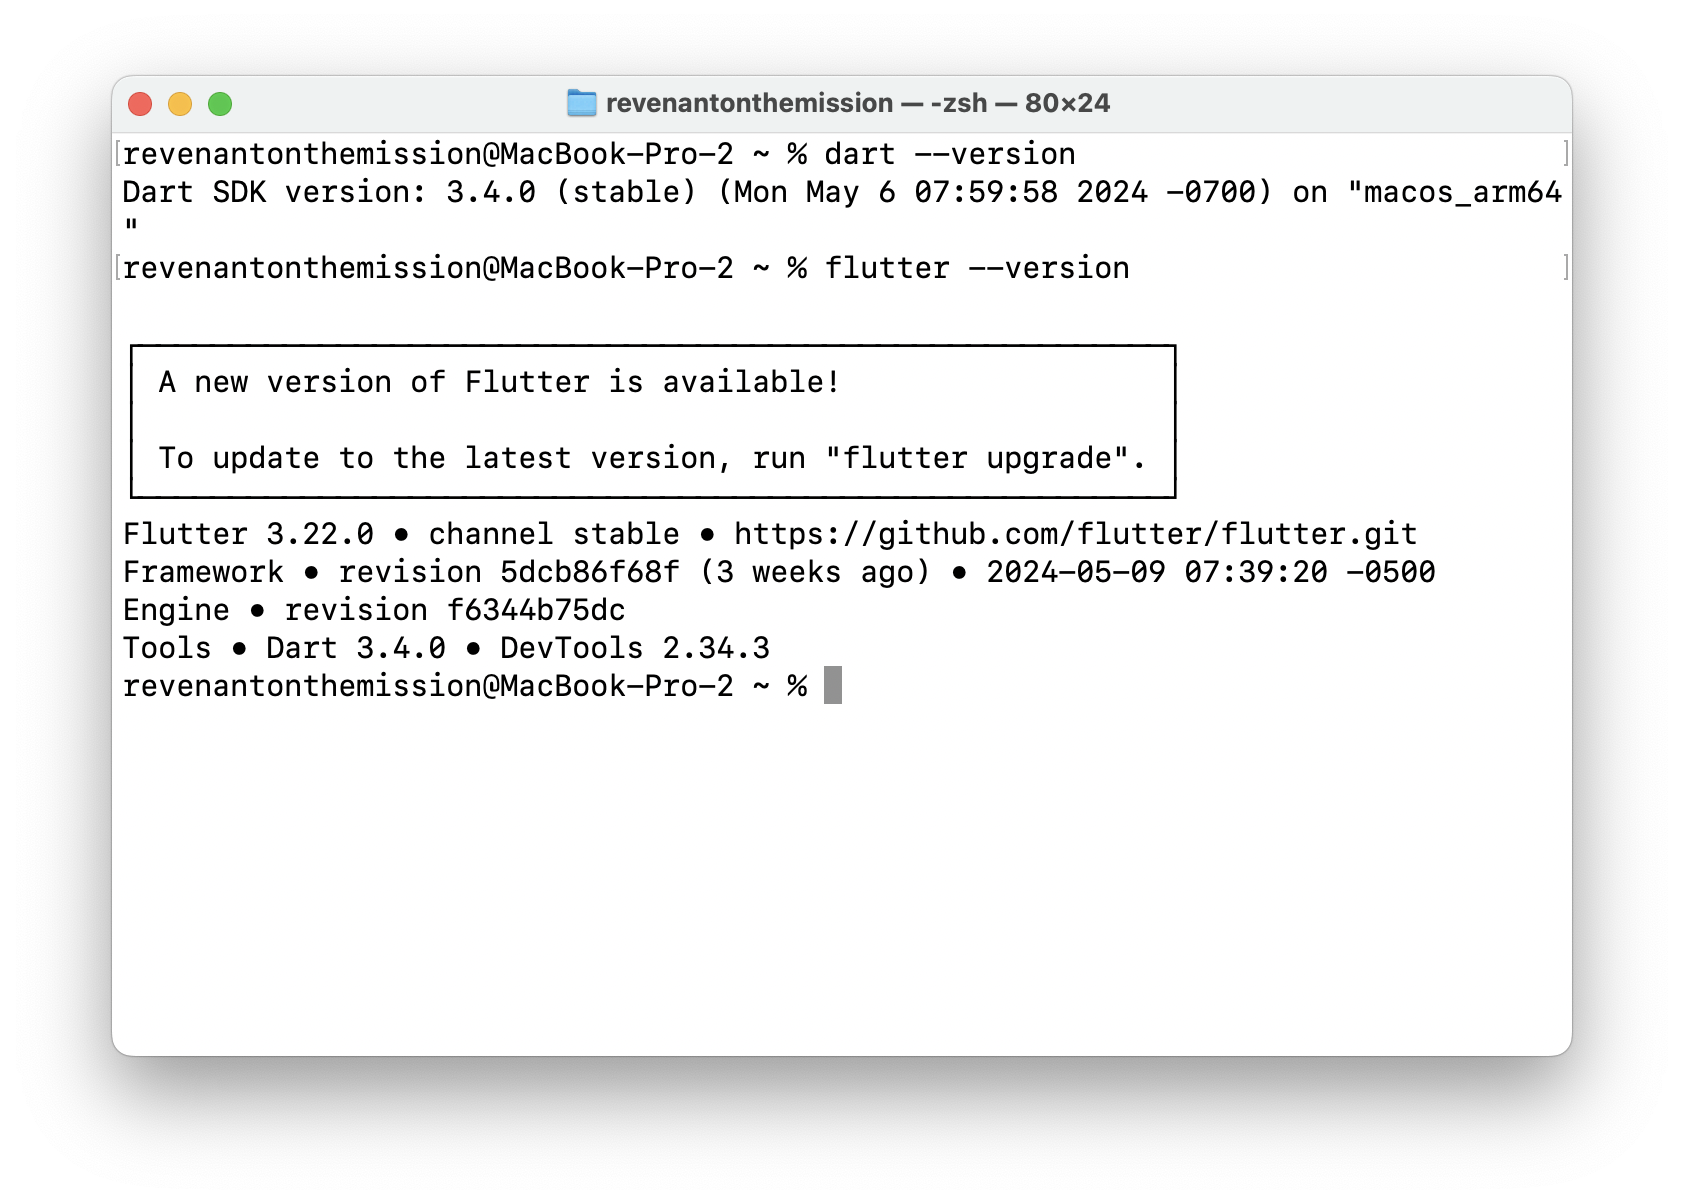 revenantonthemission — -zsh — 80×24
[revenantonthemission@MacBook-Pro-2 ~ % dart --version ]
Dart SDK version: 3.4.0 (stable) (Mon May 6 07:59:58 2024 -0700) on "macos_arm64
"
[revenantonthemission@MacBook-Pro-2 ~ % flutter --version ]
A new version of Flutter is available!
To update to the latest version, run "flutter upgrade".
Flutter 3.22.0 • channel stable • https://github.com/flutter/flutter.git
Framework • revision 5dcb86f68f (3 weeks ago) • 2024-05-09 07:39:20 -0500
Engine • revision f6344b75dc
Tools • Dart 3.4.0 • DevTools 2.34.3
revenantonthemission@MacBook-Pro-2 ~ %